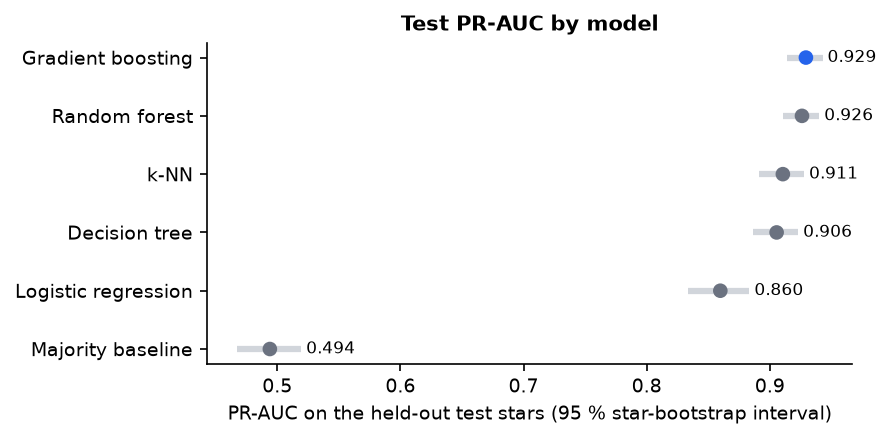 Test PR-AUC by model
Gradient boosting 0.929
Random forest 0.926
k-NN 0.911
Decision tree 0.906
Logistic regression 0.860
Majority baseline 0.494
0.5 0.6 0.7 0.8 0.9
PR-AUC on the held-out test stars (95 % star-bootstrap interval)